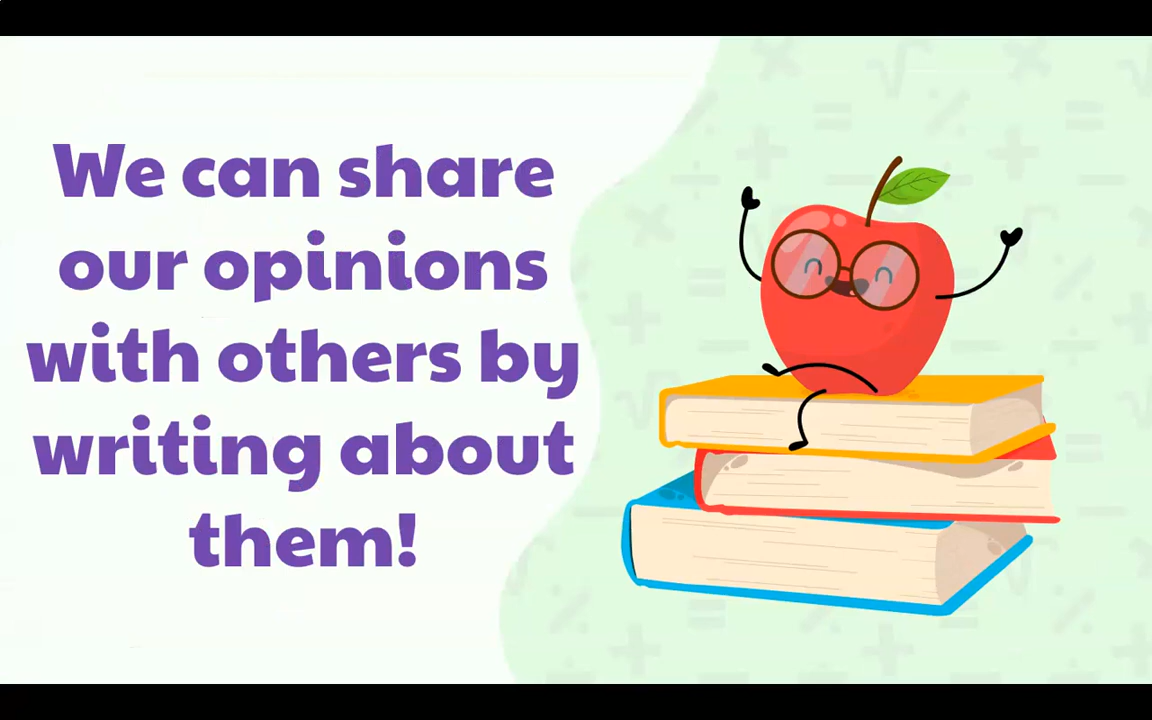 We can share
our opinions
with others by
writing about
them!